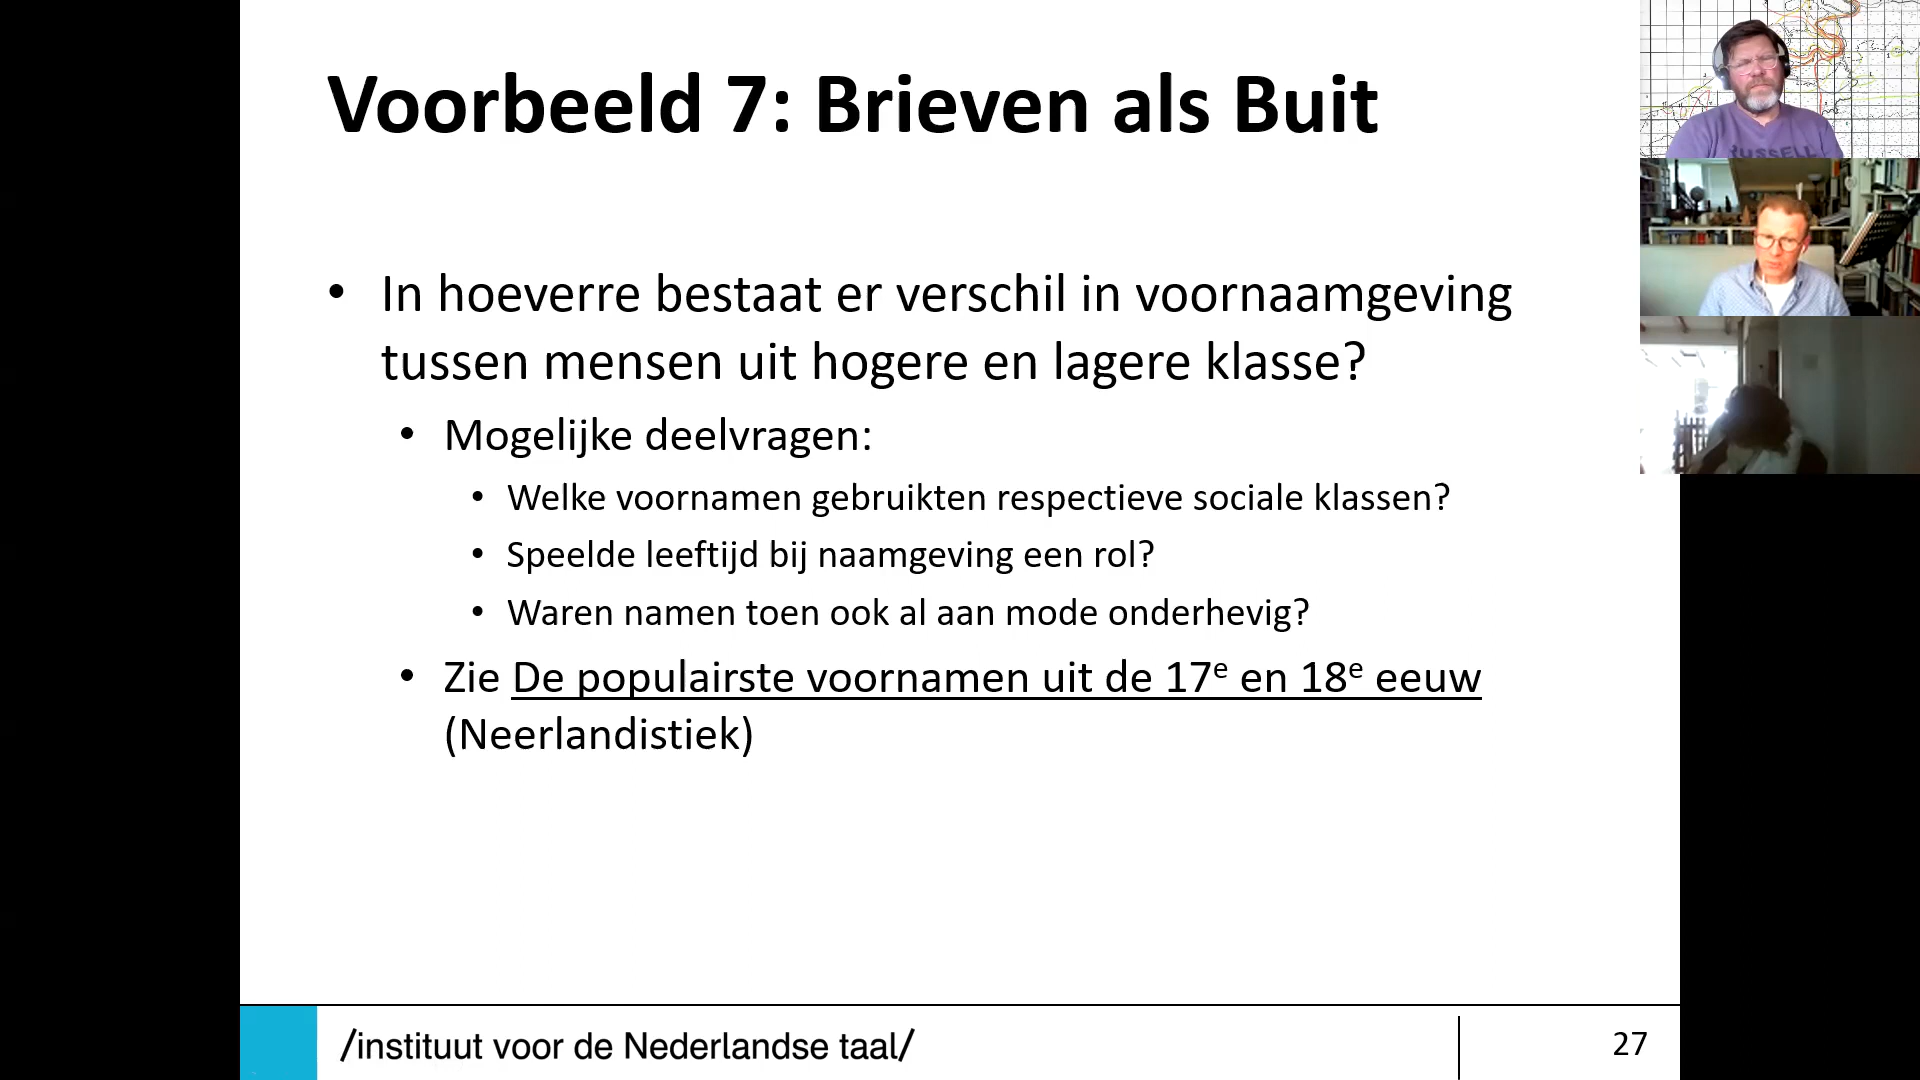 Voorbeeld 7: Brieven als Buit
• In hoeverre bestaat er verschil in voornaamgeving
tussen mensen uit hogere en lagere klasse?
• Mogelijke deelvragen:
• Welke voornamen gebruikten respectieve sociale klassen?
• Speelde leeftijd bij naamgeving een rol?
• Waren namen toen ook al aan mode onderhevig?
• Zie De populairste voornamen uit de 17e en 18e eeuw
(Neerlandistiek)
/instituut voor de Nederlandse taal/
27
RUSSELL